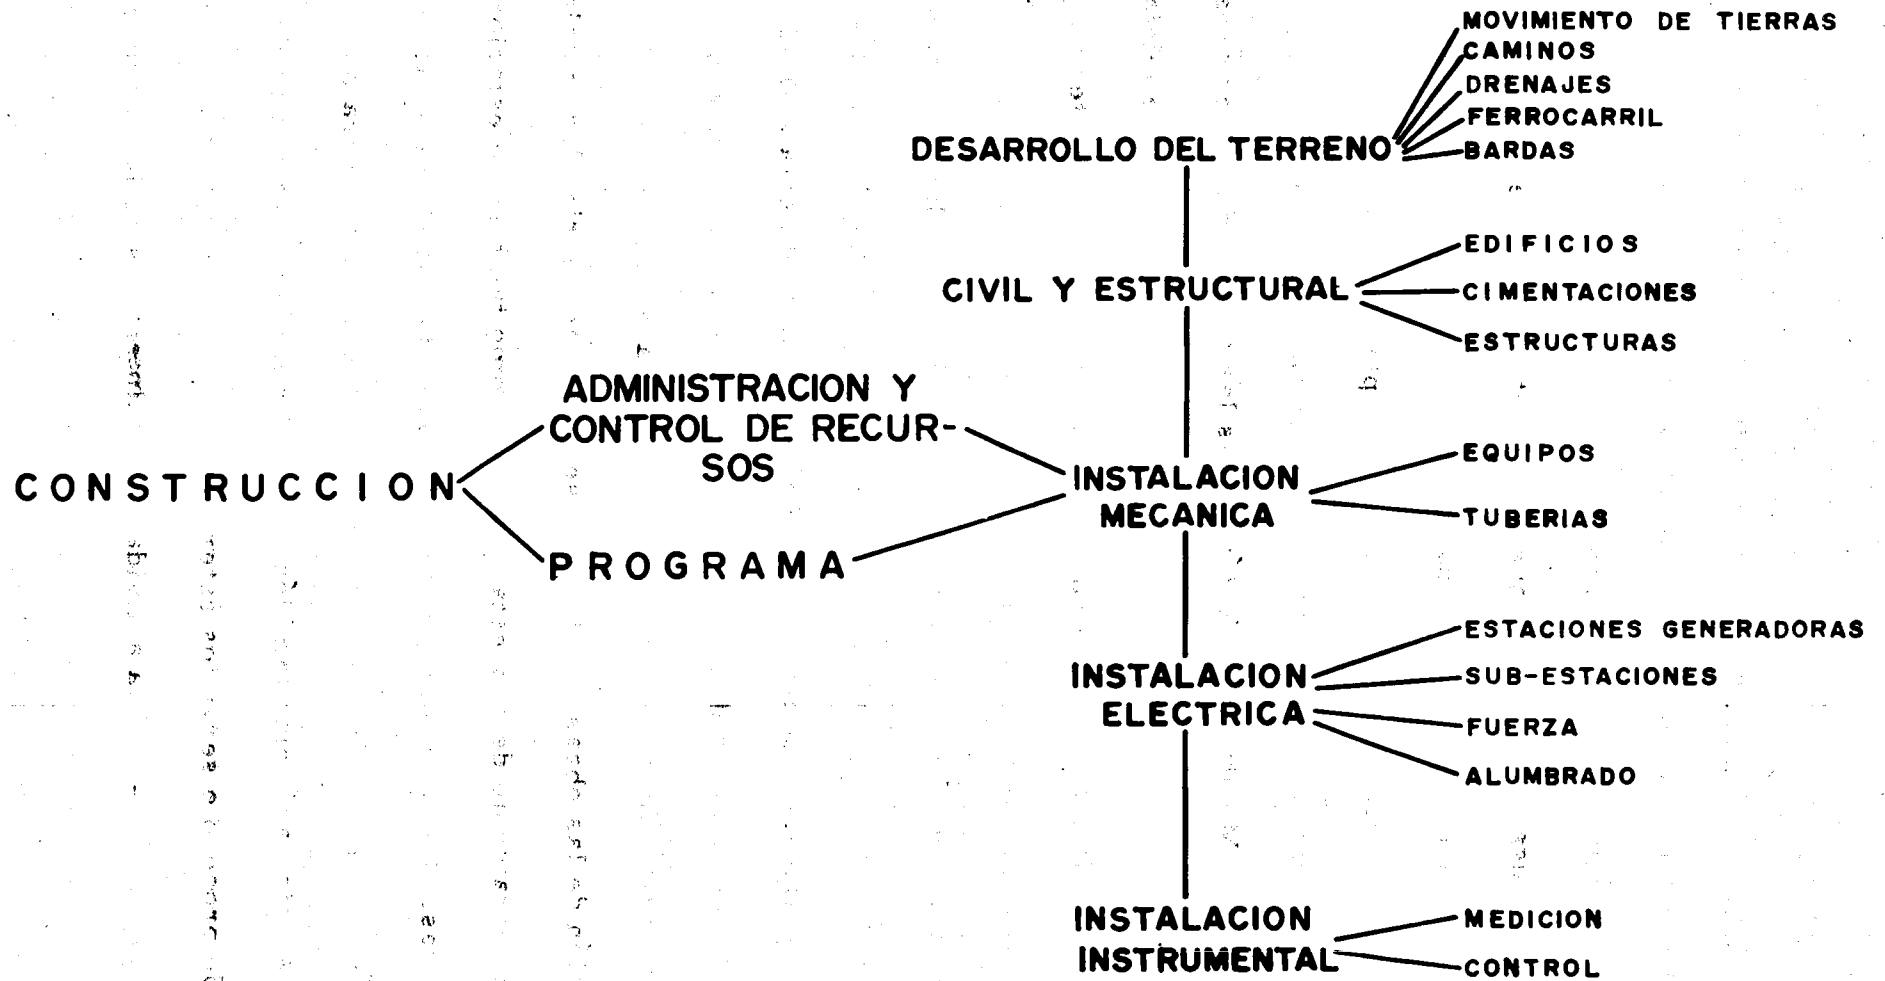 CONSTRUCCION
ADMINISTRACION Y
CONTROL DE RECUR-
SOS
PROGRAMA
DESARROLLO DEL TERRENO
MOVIMIENTO DE TIERRAS
CAMINOS
DRENAJES
FERROCARRIL
BARDAS
CIVIL Y ESTRUCTURAL
EDIFICIOS
CIMENTACIONES
ESTRUCTURAS
INSTALACION
MECANICA
EQUIPOS
TUBERIAS
INSTALACION
ELECTRICA
ESTACIONES GENERADORAS
SUB-ESTACIONES
FUERZA
ALUMBRADO
INSTALACION
INSTRUMENTAL
MEDICION
CONTROL